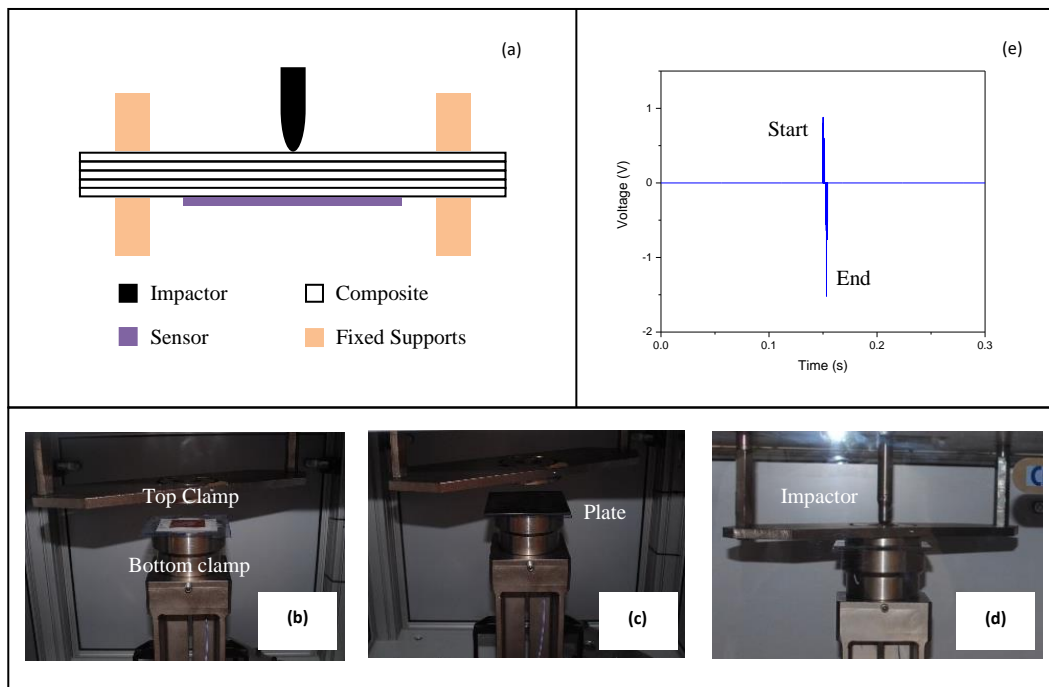 (a)
Impactor
Composite
Sensor
Fixed Supports
(e)
1
0
-1
-2
Voltage (V)
Start
End
0.0
0.1
0.2
0.3
Time (s)
Top Clamp
Bottom clamp
(b)
Plate
(c)
Impactor
(d)